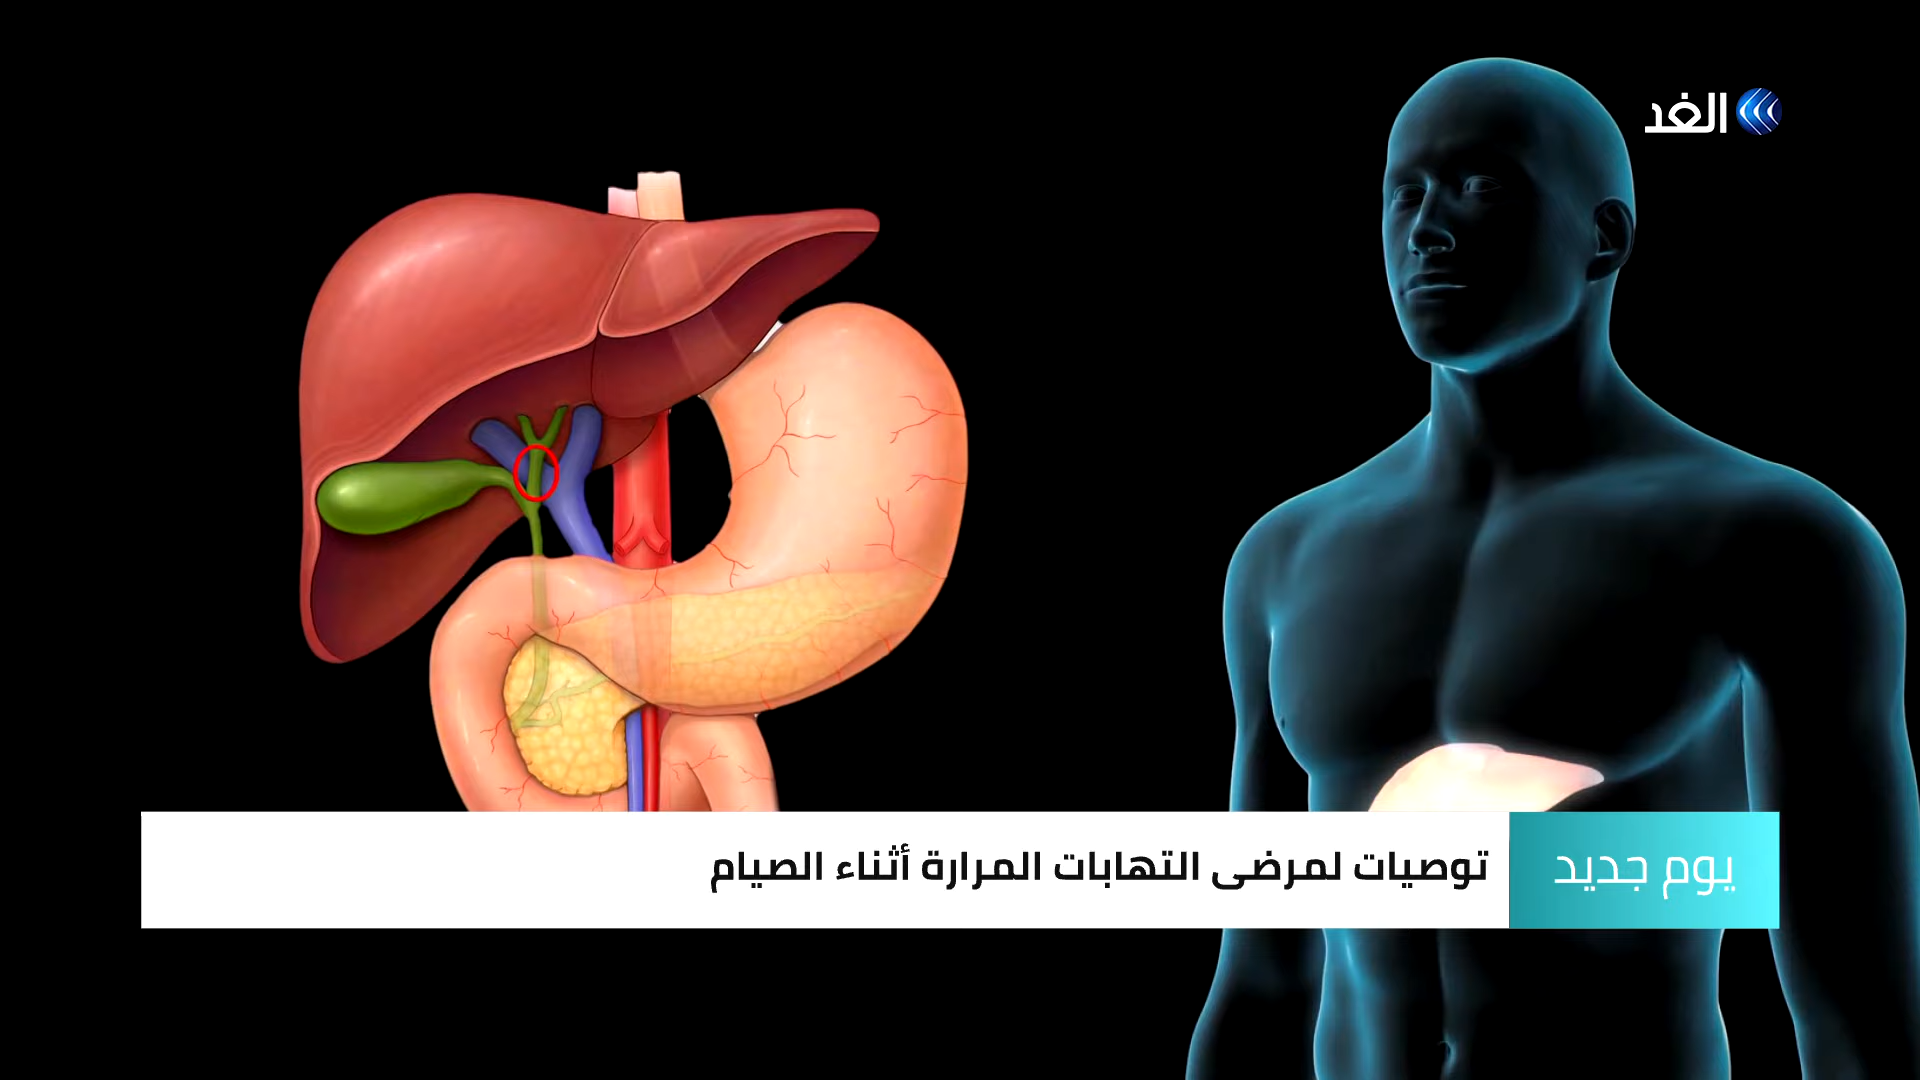 الغد
يوم جديد
توصيات لمرضى التهابات المرارة أثناء الصيام